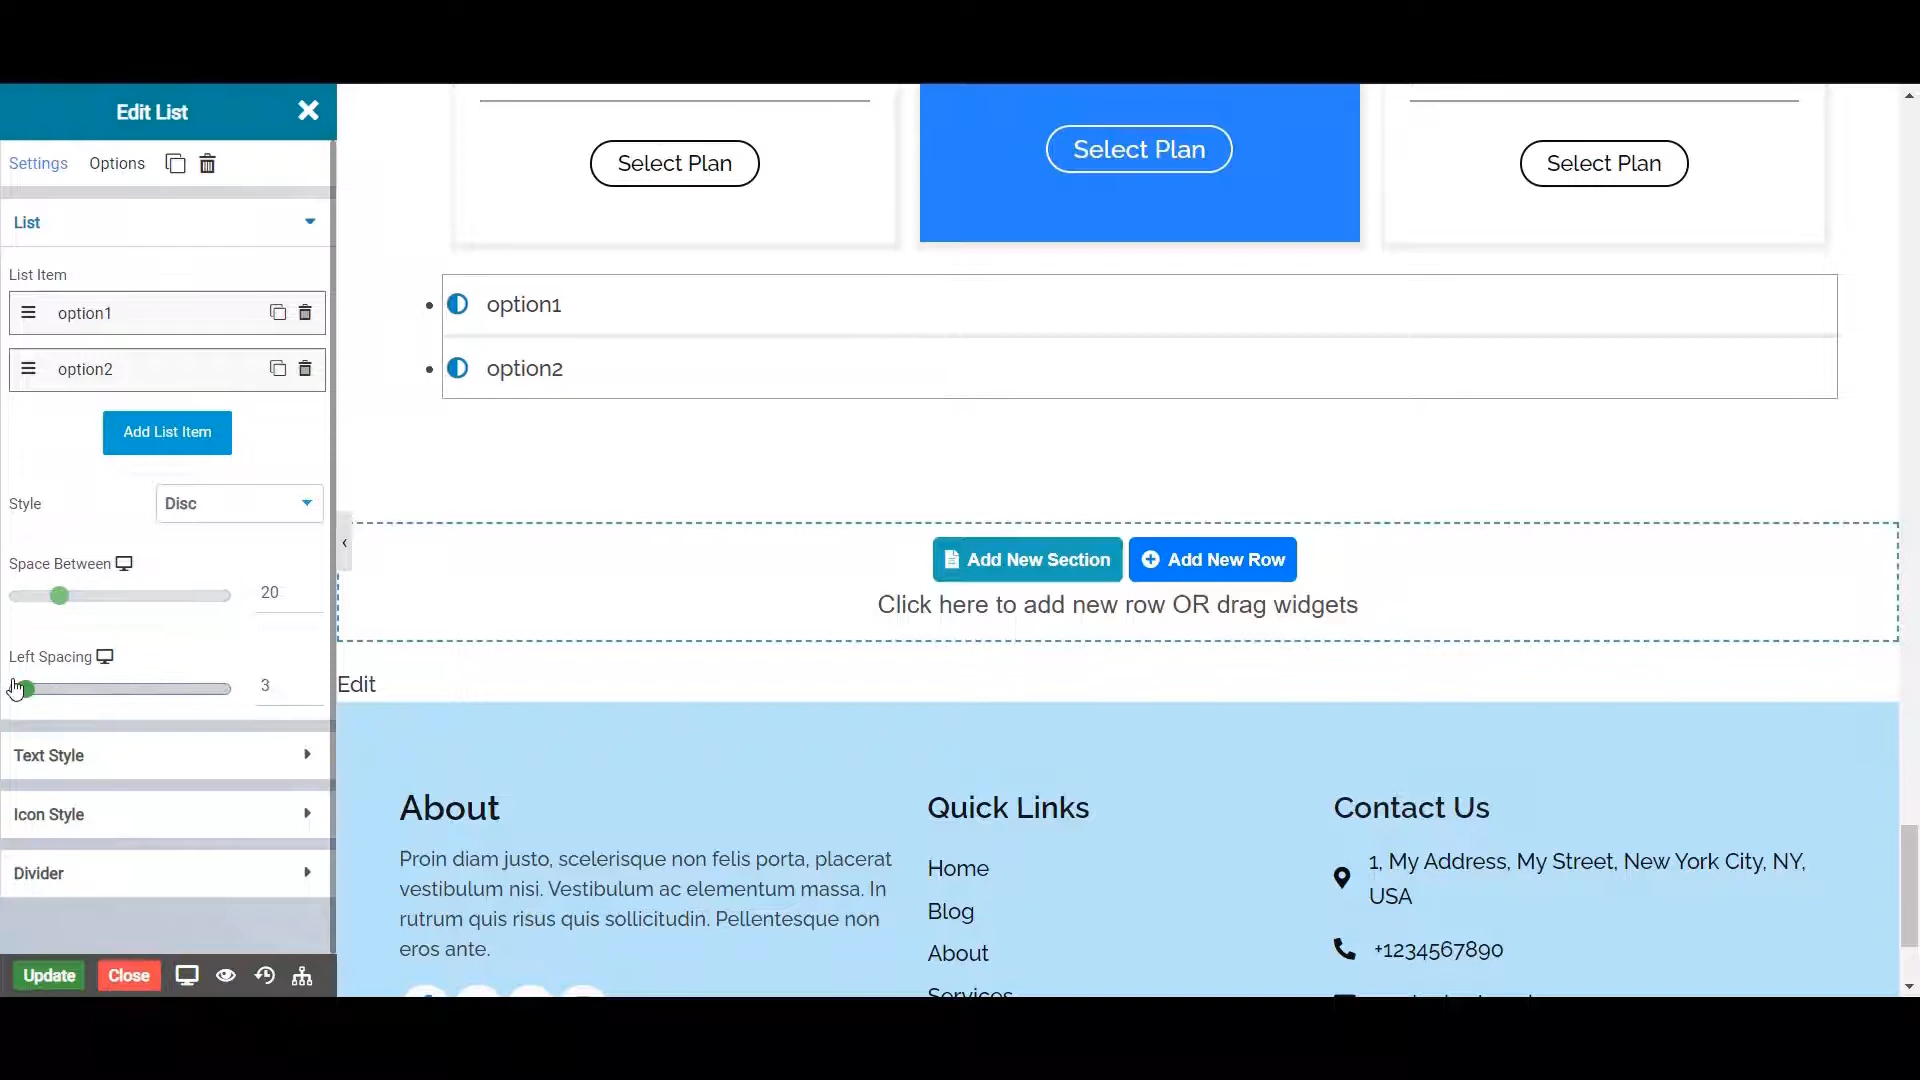 Edit List
Settings
Options
List
List Item
option1
option2
Add List Item
Style
Disc
Space Between
20
Left Spacing
3
Text Style
Icon Style
Divider
Update
Close
Select Plan
Select Plan
Select Plan
option1
option2
Add New Section
Add New Row
Click here to add new row OR drag widgets
Edit
About
Proin diam justo, scelerisque non felis porta, placerat
vestibulum nisi. Vestibulum ac elementum massa. In
rutrum quis risus quis sollicitudin. Pellentesque non
eros ante.
Quick Links
Home
Blog
About
Services
Contact Us
1, My Address, My Street, New York City, NY,
USA
+1234567890